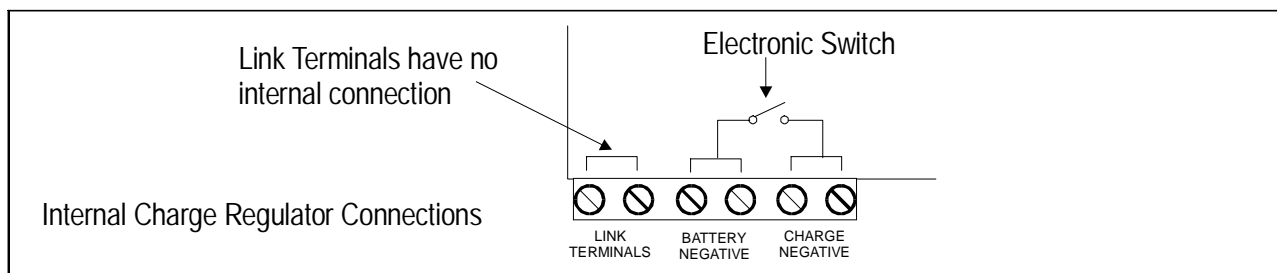 Electronic Switch
Link Terminals have no
internal connection
Internal Charge Regulator Connections
LINK
TERMINALS
BATTERY
NEGATIVE
CHARGE
NEGATIVE